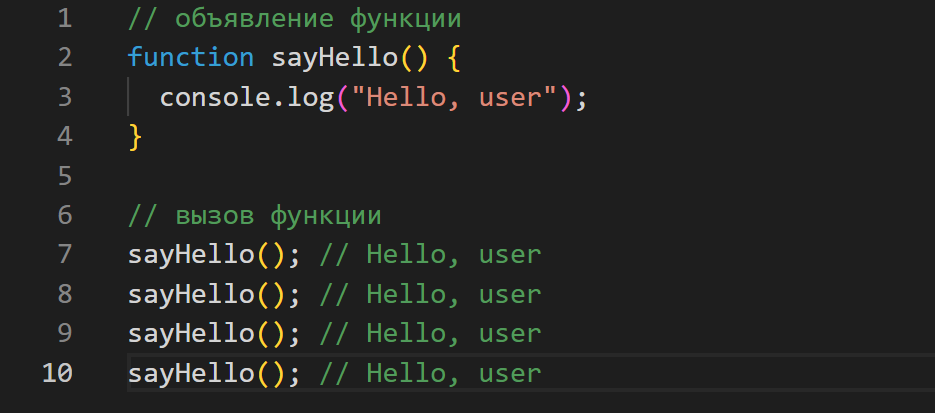 1 // объявление функции
2 function sayHello() {
3 console.log("Hello, user");
4 }
5
6 // вызов функции
7 sayHello(); // Hello, user
8 sayHello(); // Hello, user
9 sayHello(); // Hello, user
10 sayHello(); // Hello, user